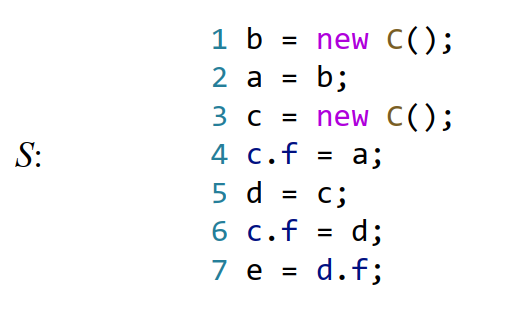 1 b = new C();
2 a = b;
3 c = new C();
S: 4 c.f = a;
5 d = c;
6 c.f = d;
7 e = d.f;